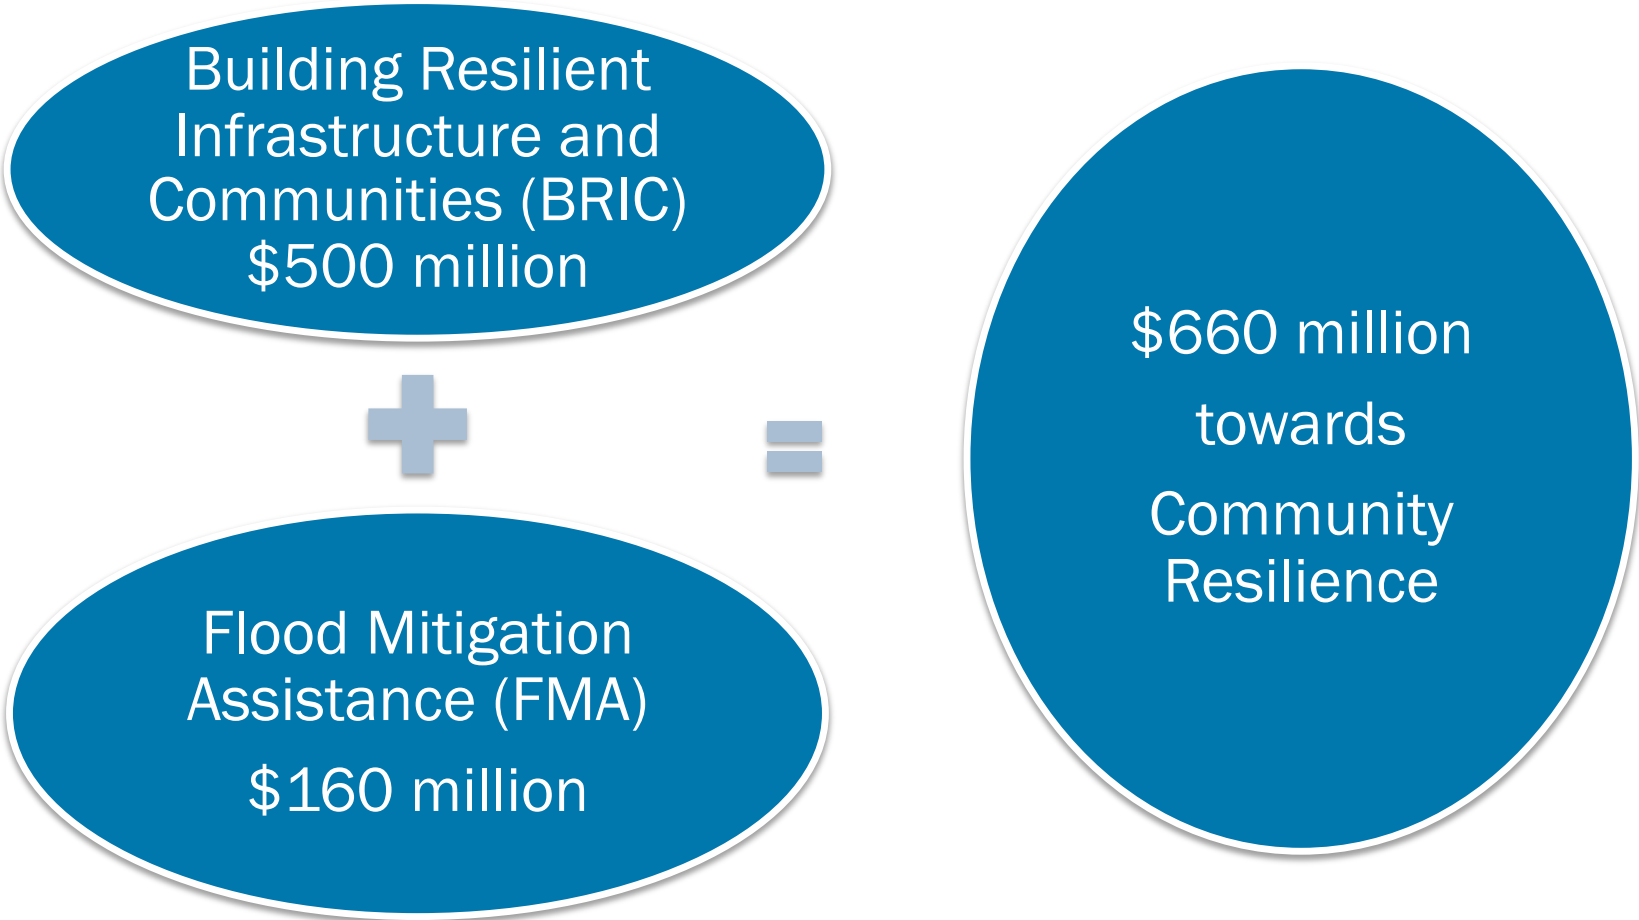 Building Resilient
Infrastructure and
Communities (BRIC)
$500 million
+
Flood Mitigation
Assistance (FMA)
$160 million
=
$660 million
towards
Community
Resilience